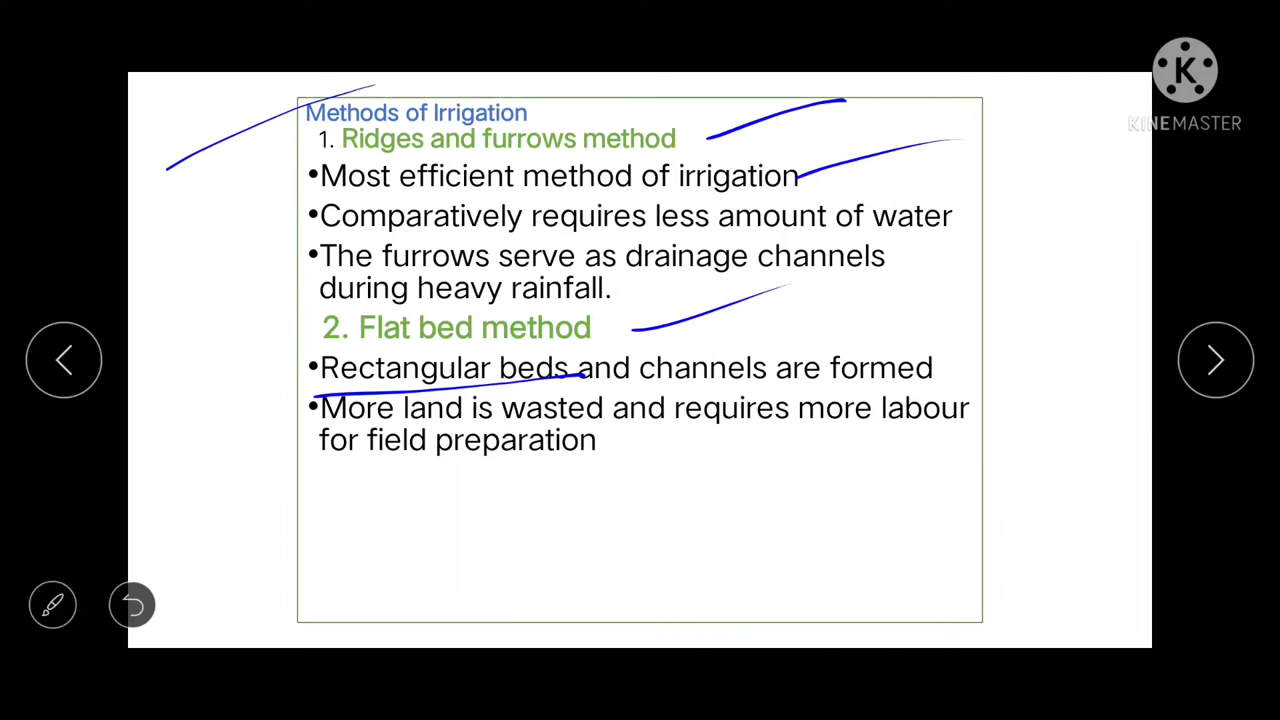 Methods of Irrigation
1. Ridges and furrows method
•Most efficient method of irrigation
•Comparatively requires less amount of water
•The furrows serve as drainage channels
during heavy rainfall.
2. Flat bed method
•Rectangular beds and channels are formed
•More land is wasted and requires more labour
for field preparation
K
KINEMASTER